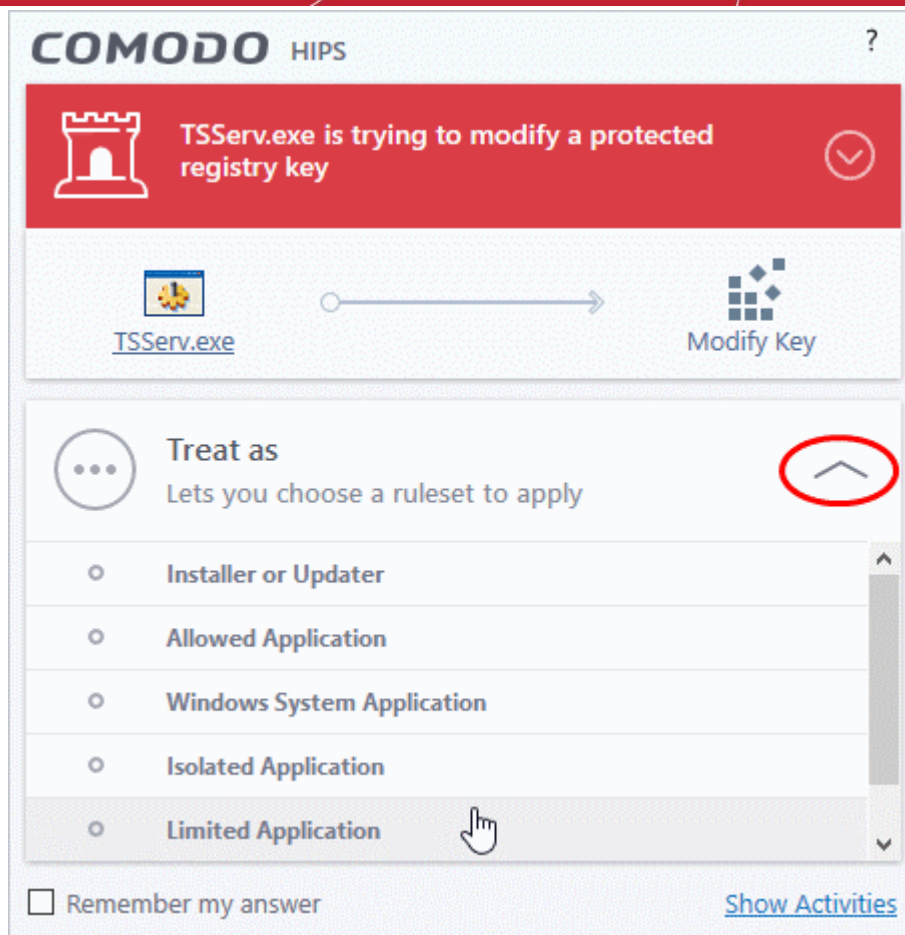 COMODO HIPS ?
TSServ.exe is trying to modify a protected
registry key
TSServ.exe Modify Key
Treat as
Lets you choose a ruleset to apply
Installer or Updater
Allowed Application
Windows System Application
Isolated Application
Limited Application
Remember my answer Show Activities